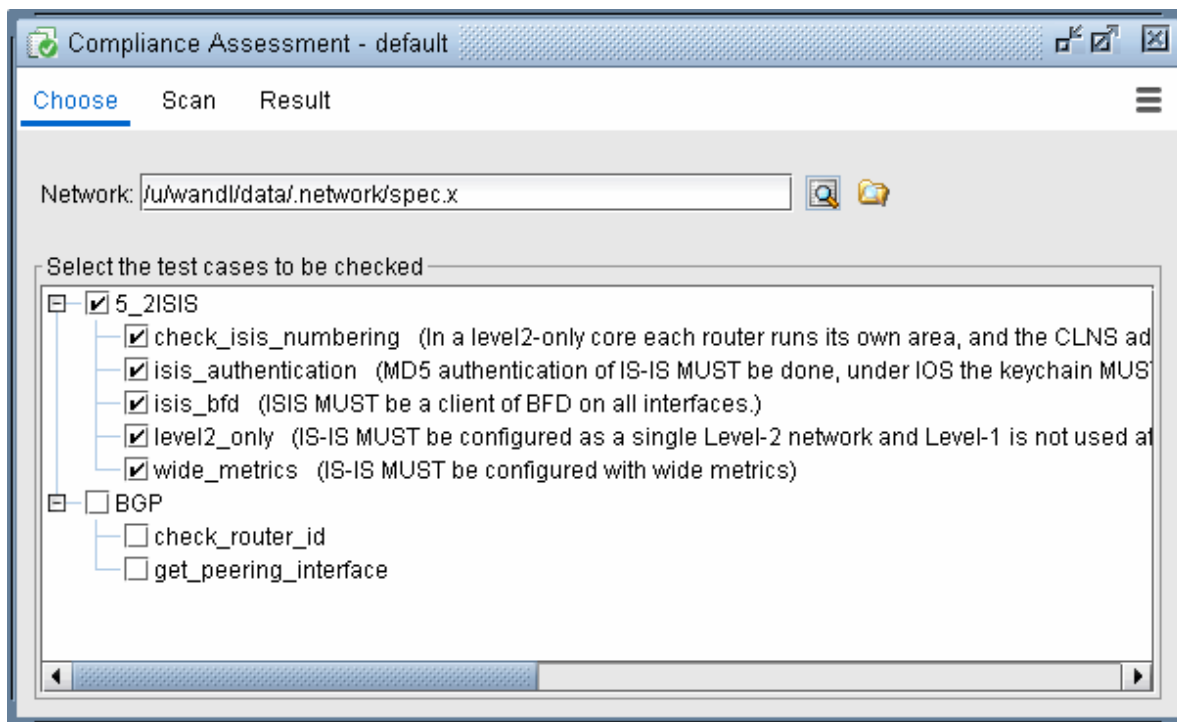 Compliance Assessment - default
Choose Scan Result
Network: /u/wandl/data/.network/spec.x
Select the test cases to be checked
5_2ISIS
check_isis_numbering (In a level2-only core each router runs its own area, and the CLNS ad
isis_authentication (MD5 authentication of IS-IS MUST be done, under IOS the keychain MUS
isis_bfd (ISIS MUST be a client of BFD on all interfaces.)
level2_only (IS-IS MUST be configured as a single Level-2 network and Level-1 is not used at
wide_metrics (IS-IS MUST be configured with wide metrics)
BGP
check_router_id
get_peering_interface